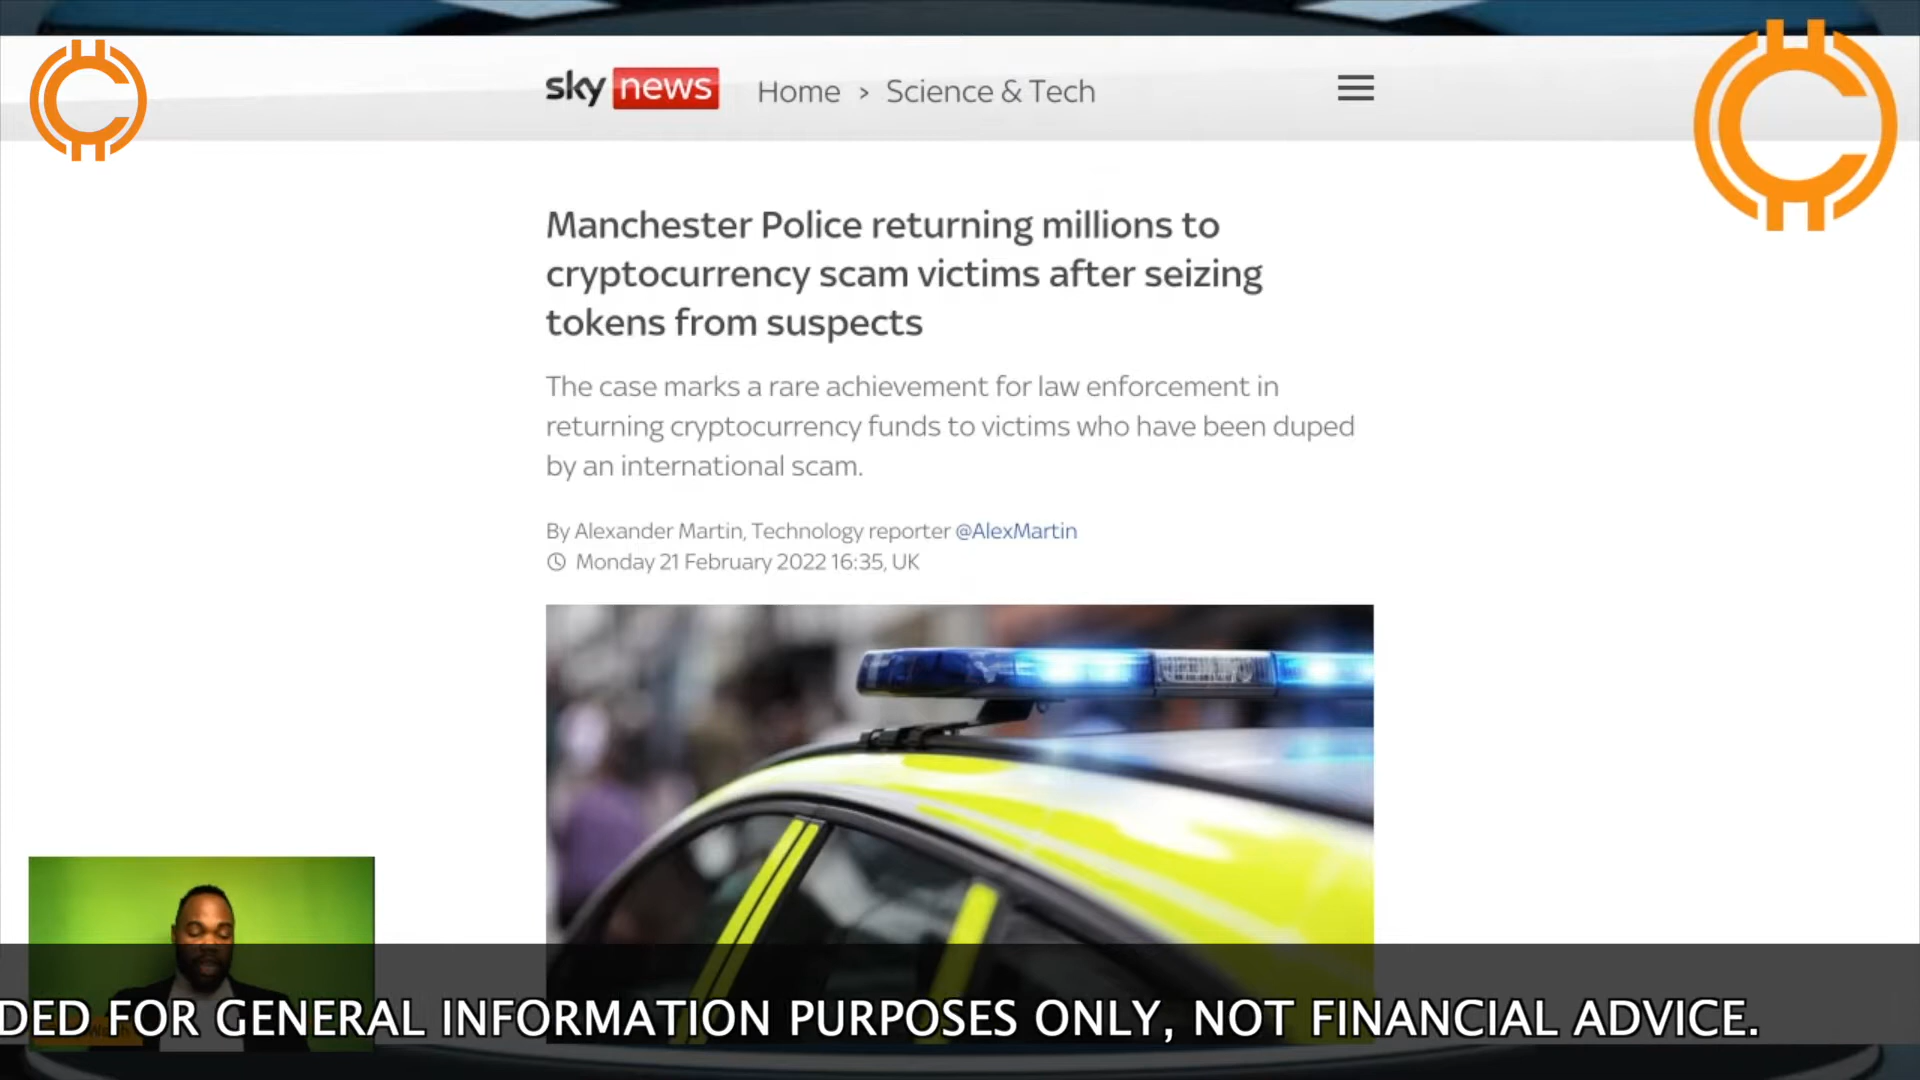 sky news Home > Science & Tech
Manchester Police returning millions to
cryptocurrency scam victims after seizing
tokens from suspects
The case marks a rare achievement for law enforcement in
returning cryptocurrency funds to victims who have been duped
by an international scam.
By Alexander Martin, Technology reporter @AlexMartin
Monday 21 February 2022 16:35, UK
DED FOR GENERAL INFORMATION PURPOSES ONLY, NOT FINANCIAL ADVICE.